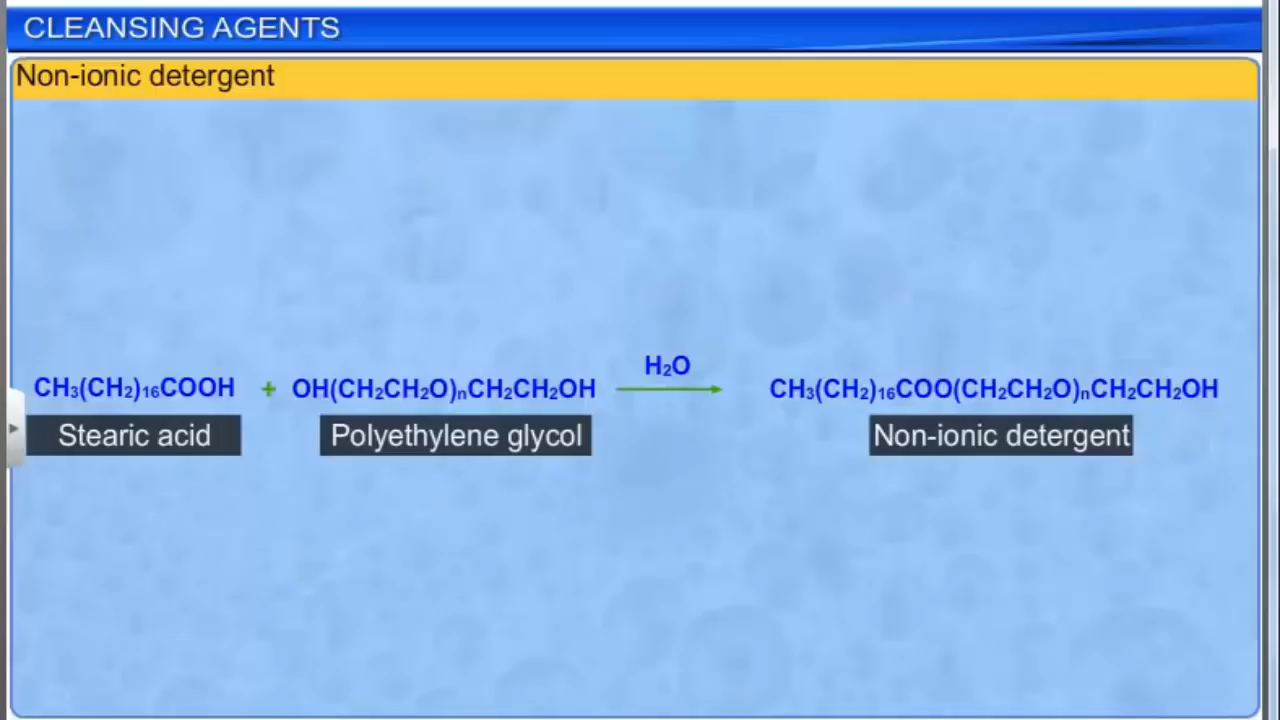 CLEANSING AGENTS
Non-ionic detergent
H₂O
CH₃(CH₂)₁₆COOH + OH(CH₂CH₂O)ₙCH₂CH₂OH CH₃(CH₂)₁₆COO(CH₂CH₂O)ₙCH₂CH₂OH
Stearic acid Polyethylene glycol Non-ionic detergent